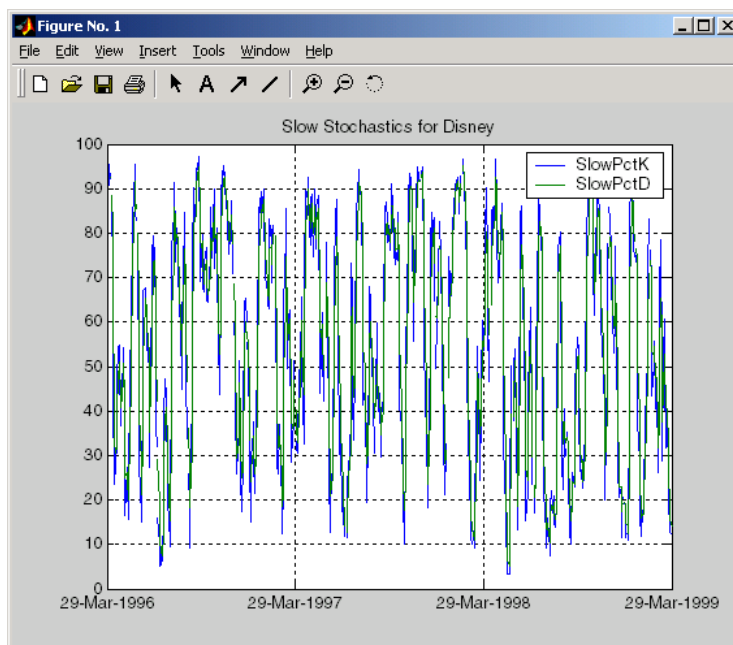 Figure No. 1
File Edit View Insert Tools Window Help
A
Slow Stochastics for Disney
SlowPctK
SlowPctD
100
90
80
70
60
50
40
30
20
10
0
29-Mar-1996 29-Mar-1997 29-Mar-1998 29-Mar-1999